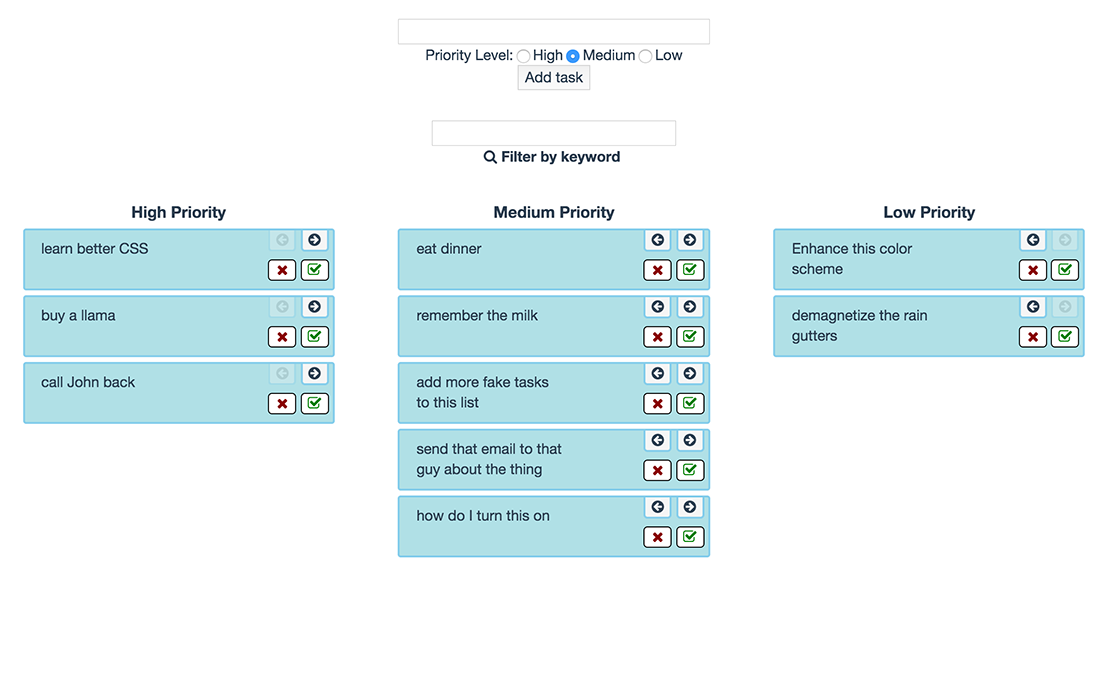 Priority Level: High Medium Low
Add task
Filter by keyword
High Priority
learn better CSS
buy a llama
call John back
Medium Priority
eat dinner
remember the milk
add more fake tasks
to this list
send that email to that
guy about the thing
how do I turn this on
Low Priority
Enhance this color
scheme
demagnetize the rain
gutters